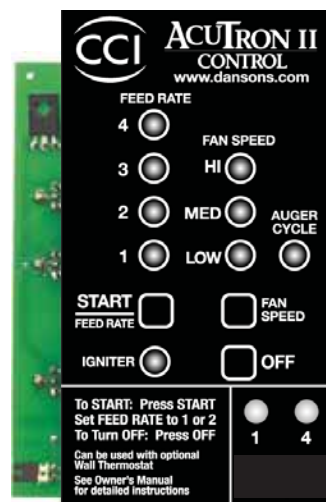 CCI
ACUTRON II
CONTROL
www.dansons.com
FEED RATE
4
FAN SPEED
3
HI
2
MED
AUGER
CYCLE
1
LOW
START
FEED RATE
FAN
SPEED
IGNITER
OFF
To START: Press START
Set FEED RATE to 1 or 2
To Turn OFF: Press OFF
Can be used with optional
Wall Thermostat
See Owner's Manual
for detailed instructions
1
4